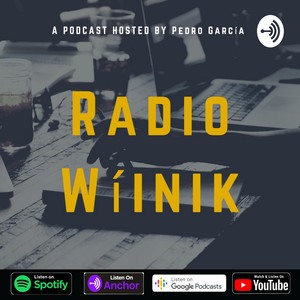 A PODCAST HOSTED BY PEDRO GARCÍA
RADIO
WÍINIK
Listen on
Spotify
Listen On
Anchor
Listen on
Google Podcasts
Watch & Listen On
YouTube